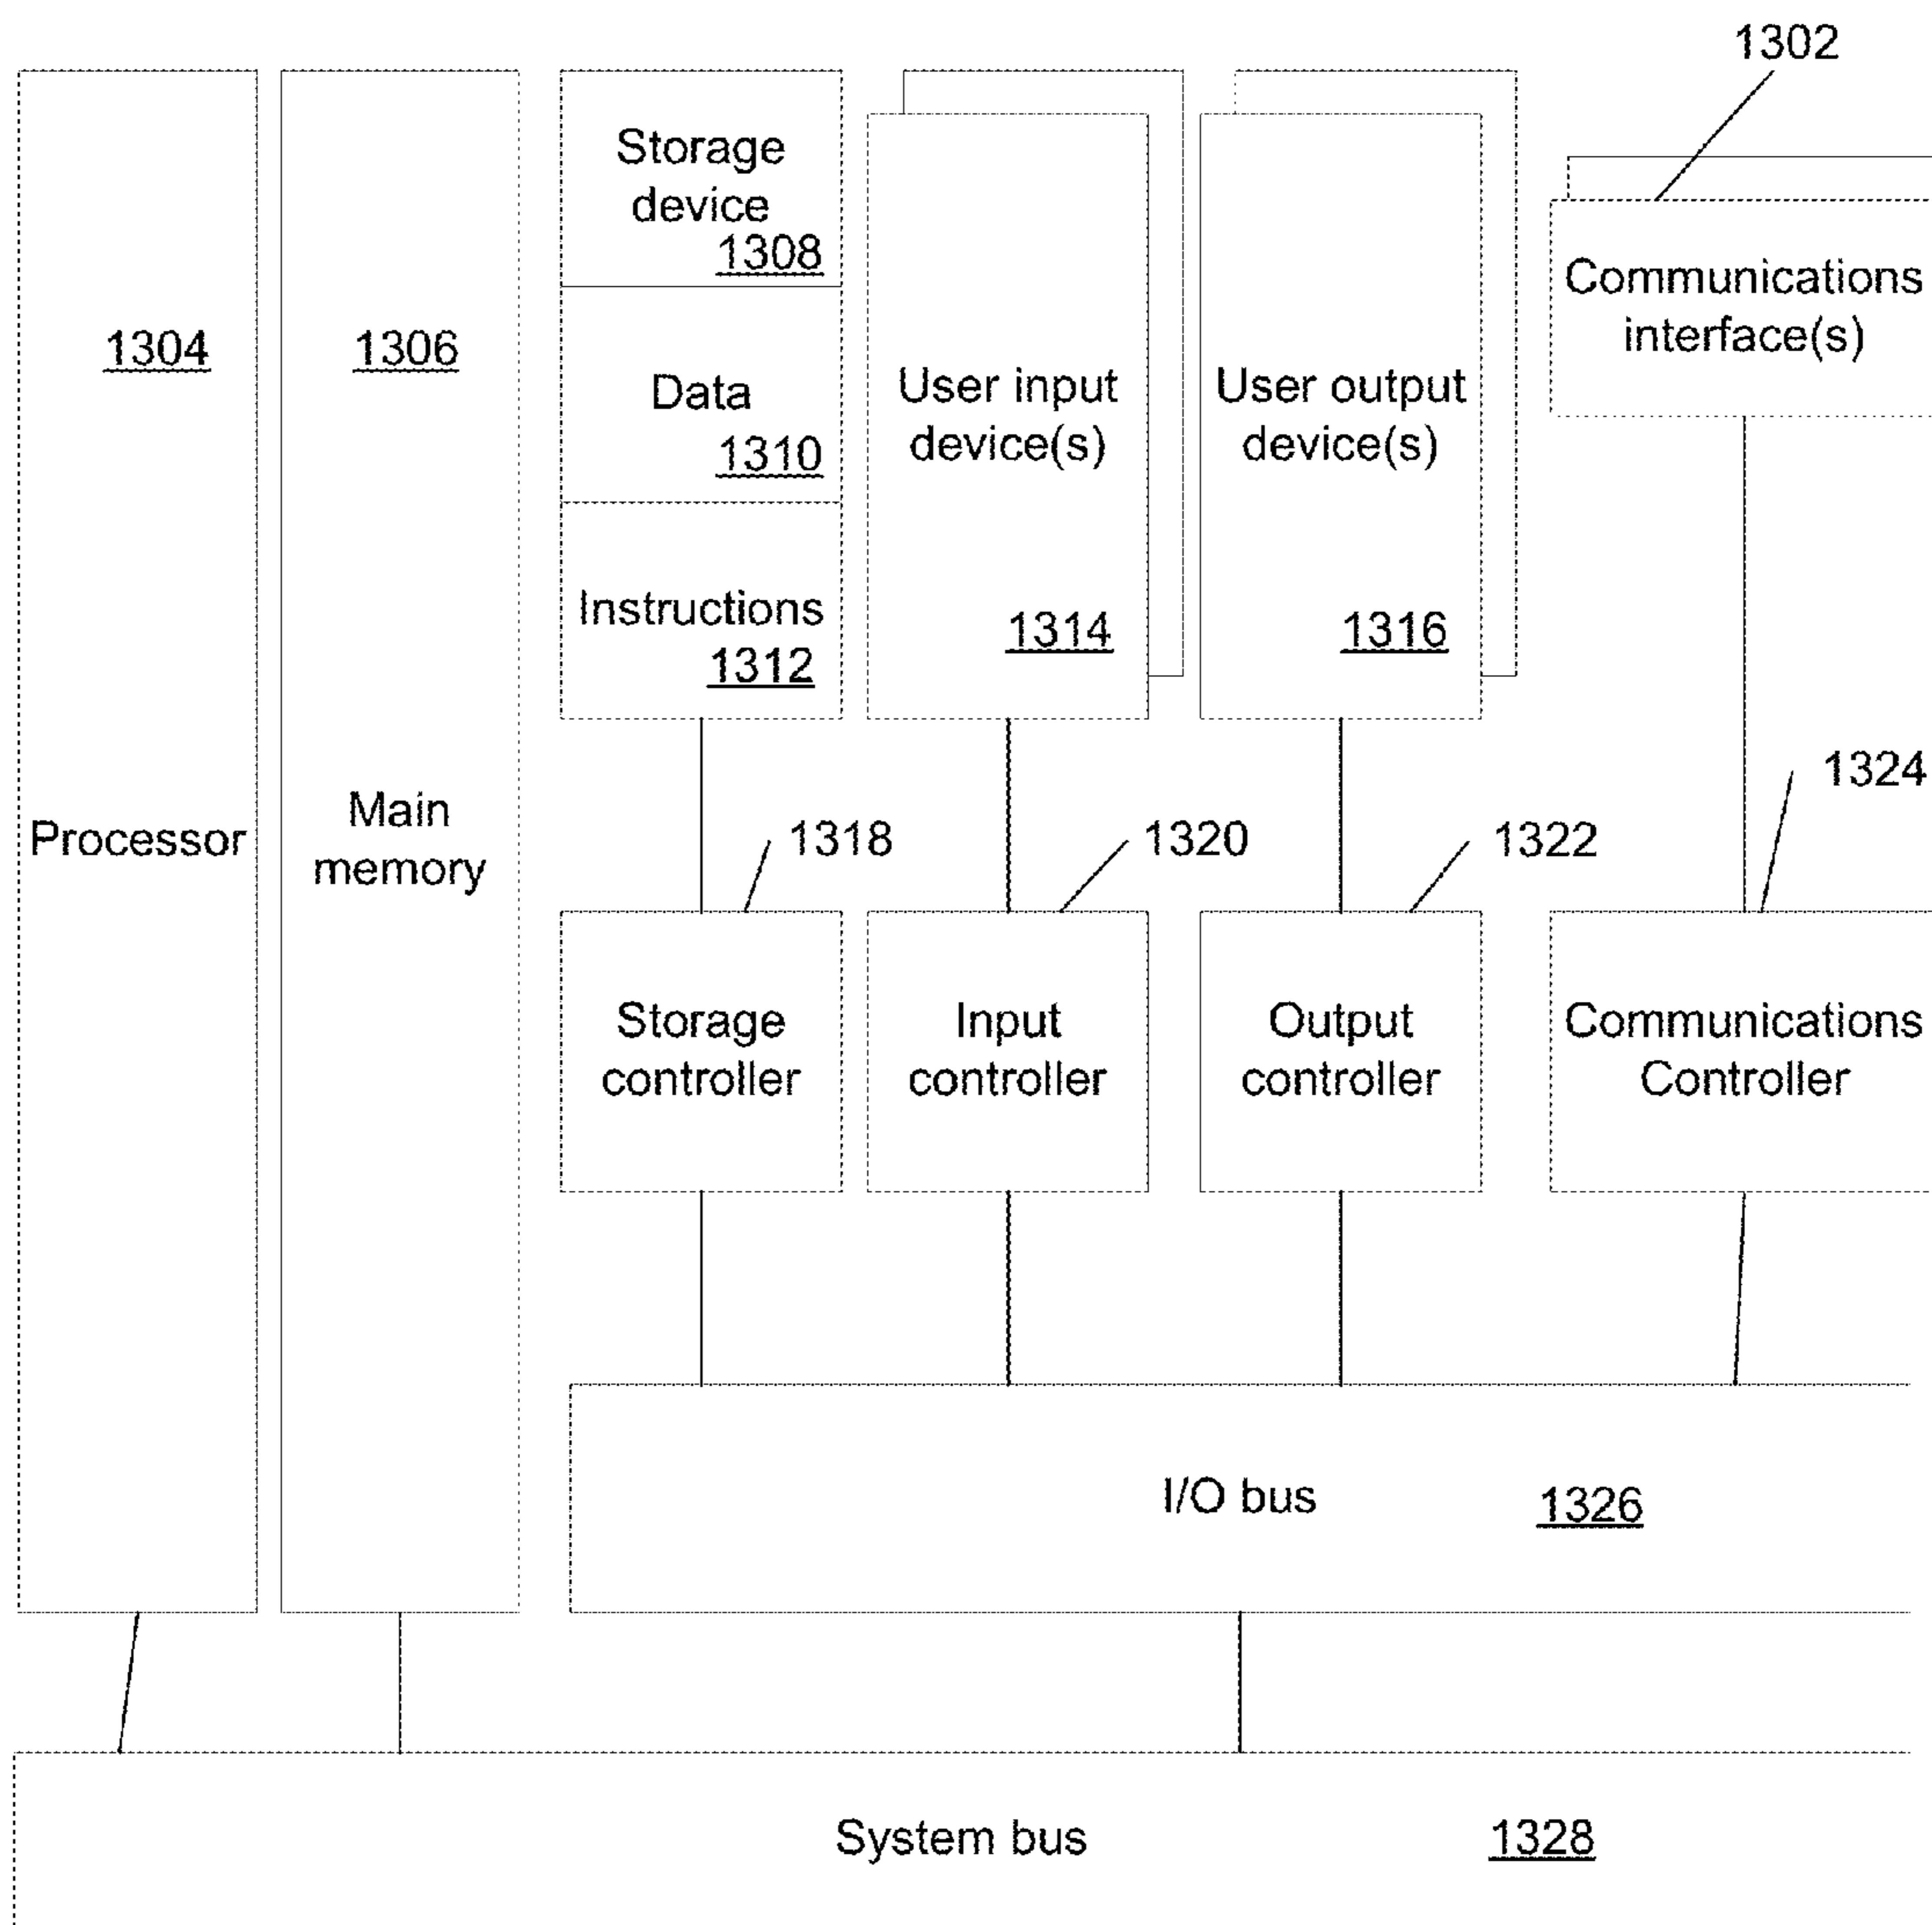 1302
Storage
device
1308
Communications
interface(s)
1304
1306
Data
1310
User input
device(s)
User output
device(s)
Instructions
1312
1314
1316
1324
Processor
Main
memory
1318
1320
1322
Storage
controller
Input
controller
Output
controller
Communications
Controller
I/O bus
1326
System bus
1328